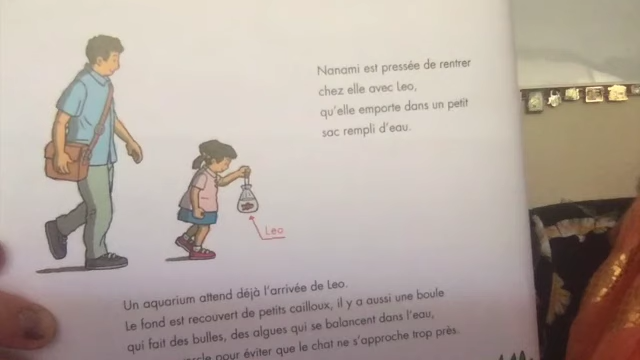 Nanami est pressée de rentrer
chez elle avec Leo,
qu'elle emporte dans un petit
sac rempli d'eau.
Leo
Un aquarium attend déjà l'arrivée de Leo.
Le fond est recouvert de petits cailloux, il y a aussi une boule
qui fait des bulles, des algues qui se balancent dans l'eau,
pour éviter que le chat ne s'approche trop près.